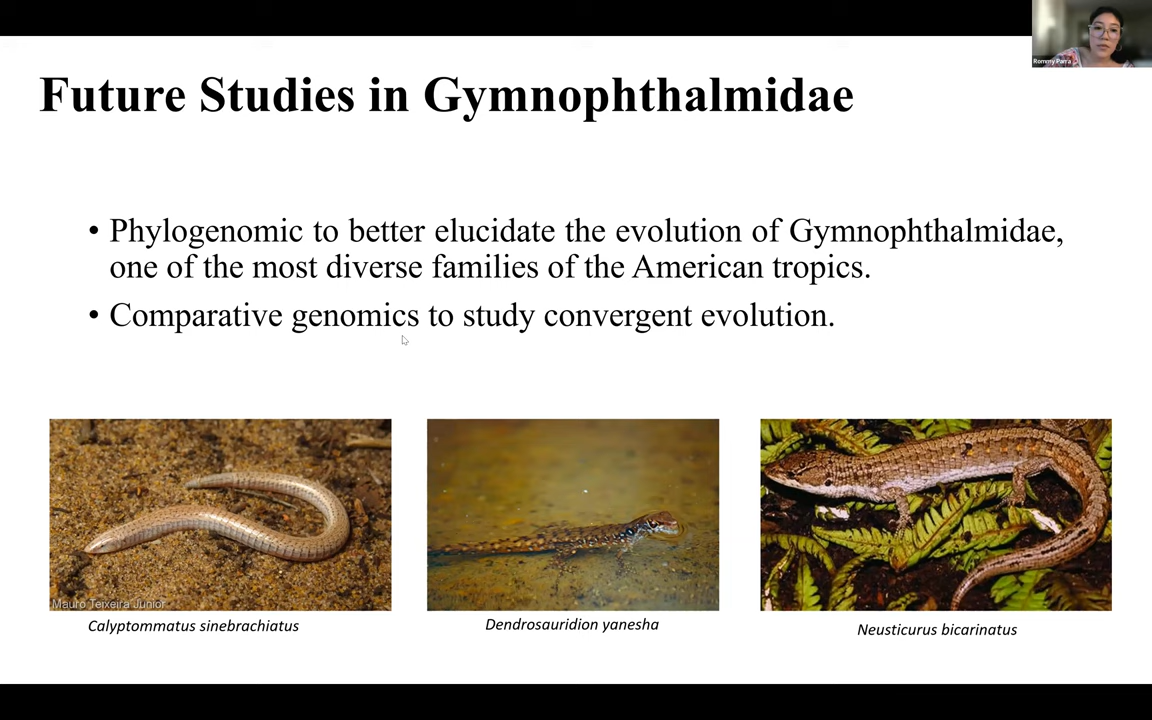 Rommy Parra
Future Studies in Gymnophthalmidae
• Phylogenomic to better elucidate the evolution of Gymnophthalmidae,
one of the most diverse families of the American tropics.
• Comparative genomics to study convergent evolution.
Mauro Teixeira Junior
Calyptommatus sinebrachiatus
Dendrosauridion yanesha
Neusticurus bicarinatus